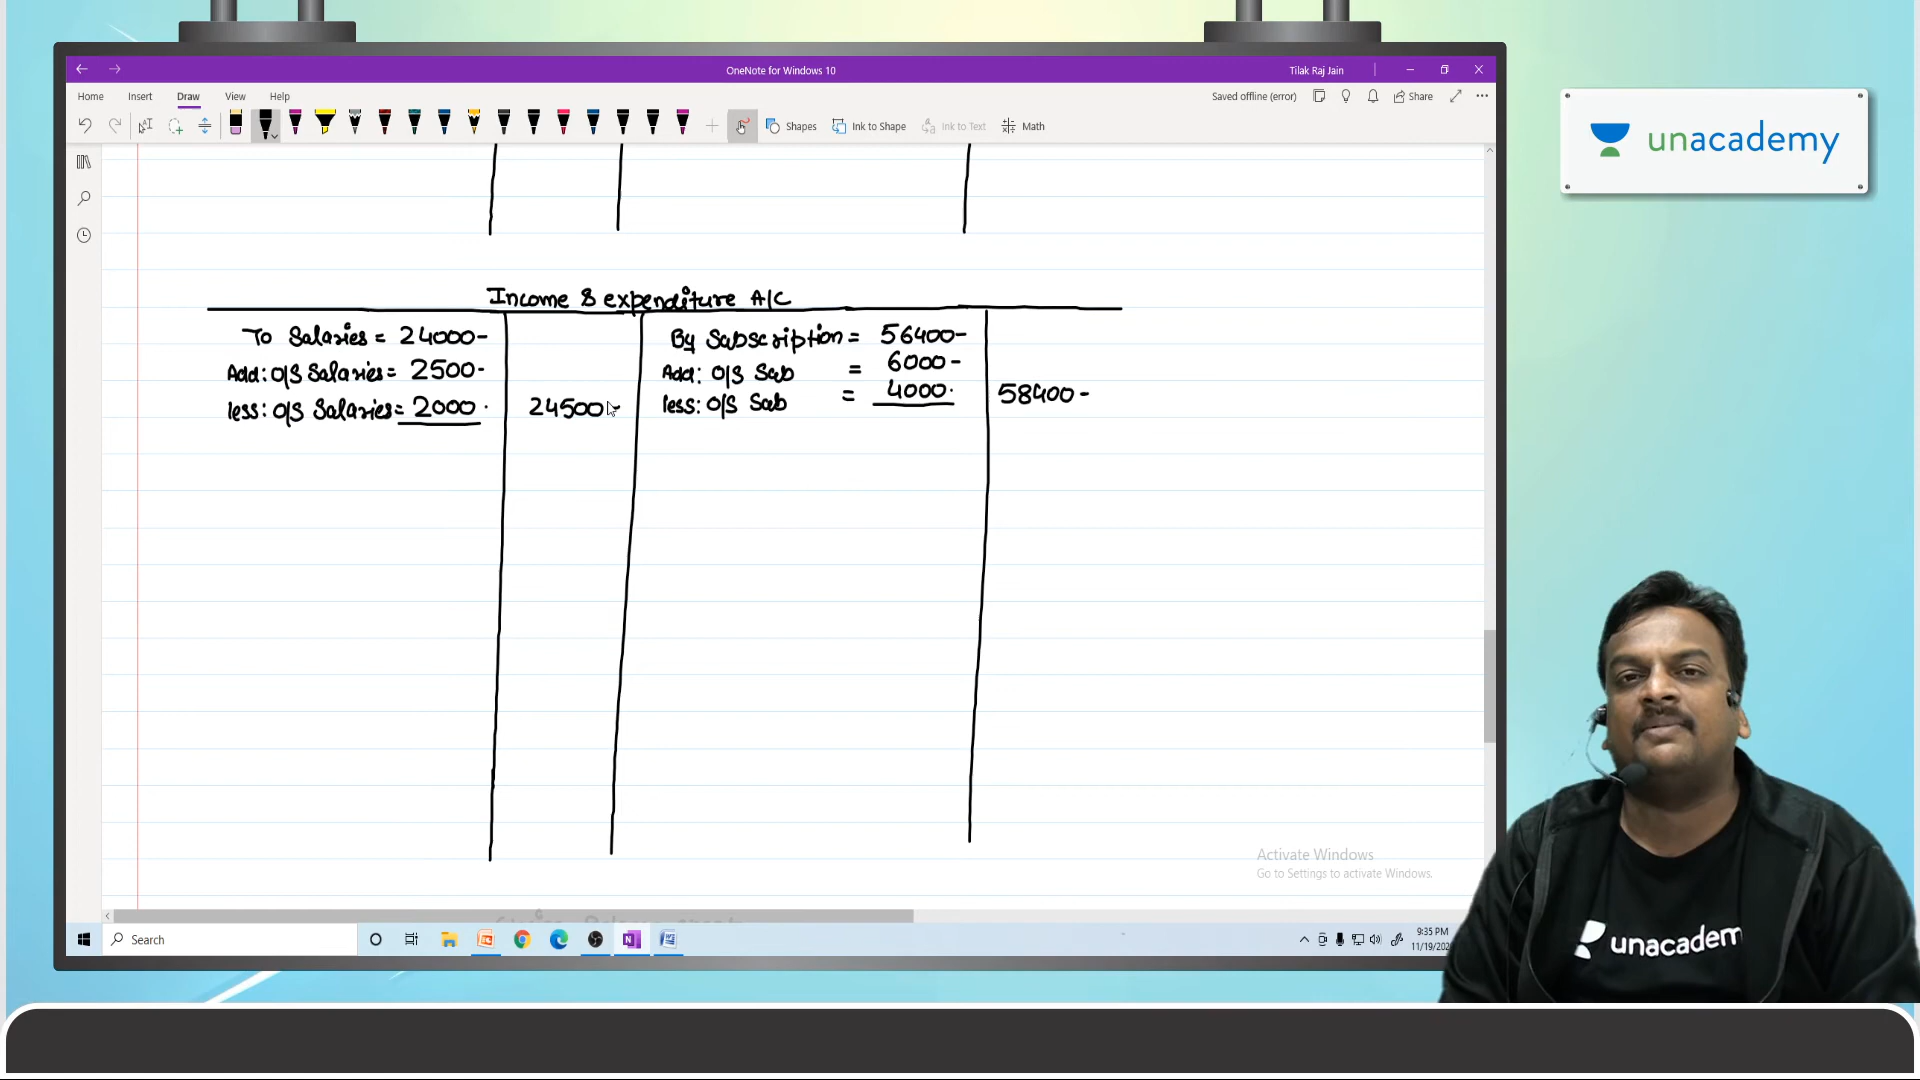 OneNote for Windows 10
Tilak Raj Jain
Home Insert Draw View Help
Saved offline (error)
Share
Shapes
Ink to Shape
Ink to Text
Math
unacademy
Income & expenditure A/C
To Salaries = 24000-
Add: O/S Salaries = 2500-
less: O/S Salaries = 2000
24500-
By Subscription = 56400-
Add: O/S Sub = 6000-
less: O/S Sub = 4000
58400-
Activate Windows
Go to Settings to activate Windows.
Search
9:35 PM
unacademy